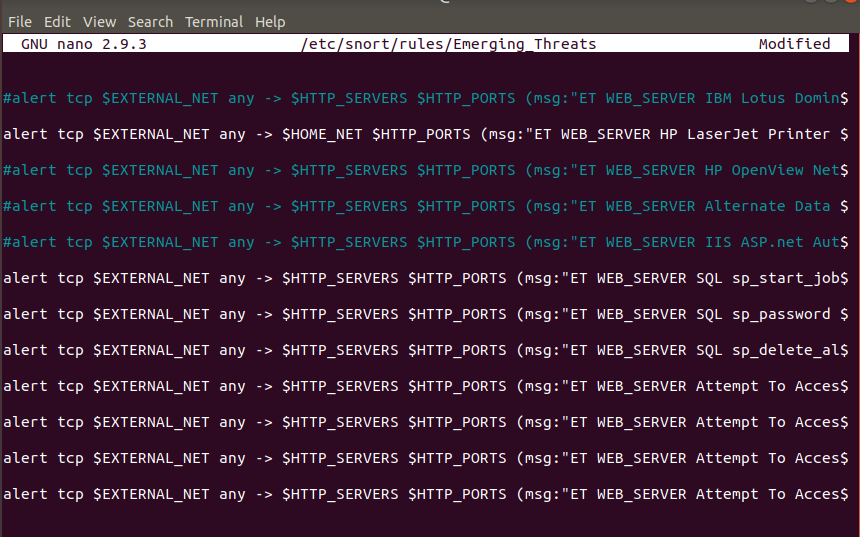 File Edit View Search Terminal Help
GNU nano 2.9.3 /etc/snort/rules/Emerging_Threats Modified
#alert tcp $EXTERNAL_NET any -> $HTTP_SERVERS $HTTP_PORTS (msg:"ET WEB_SERVER IBM Lotus Domin$
alert tcp $EXTERNAL_NET any -> $HOME_NET $HTTP_PORTS (msg:"ET WEB_SERVER HP LaserJet Printer $
#alert tcp $EXTERNAL_NET any -> $HTTP_SERVERS $HTTP_PORTS (msg:"ET WEB_SERVER HP OpenView Net$
#alert tcp $EXTERNAL_NET any -> $HTTP_SERVERS $HTTP_PORTS (msg:"ET WEB_SERVER Alternate Data $
#alert tcp $EXTERNAL_NET any -> $HTTP_SERVERS $HTTP_PORTS (msg:"ET WEB_SERVER IIS ASP.net Aut$
alert tcp $EXTERNAL_NET any -> $HTTP_SERVERS $HTTP_PORTS (msg:"ET WEB_SERVER SQL sp_start_job$
alert tcp $EXTERNAL_NET any -> $HTTP_SERVERS $HTTP_PORTS (msg:"ET WEB_SERVER SQL sp_password $
alert tcp $EXTERNAL_NET any -> $HTTP_SERVERS $HTTP_PORTS (msg:"ET WEB_SERVER SQL sp_delete_al$
alert tcp $EXTERNAL_NET any -> $HTTP_SERVERS $HTTP_PORTS (msg:"ET WEB_SERVER Attempt To Acces$
alert tcp $EXTERNAL_NET any -> $HTTP_SERVERS $HTTP_PORTS (msg:"ET WEB_SERVER Attempt To Acces$
alert tcp $EXTERNAL_NET any -> $HTTP_SERVERS $HTTP_PORTS (msg:"ET WEB_SERVER Attempt To Acces$
alert tcp $EXTERNAL_NET any -> $HTTP_SERVERS $HTTP_PORTS (msg:"ET WEB_SERVER Attempt To Acces$